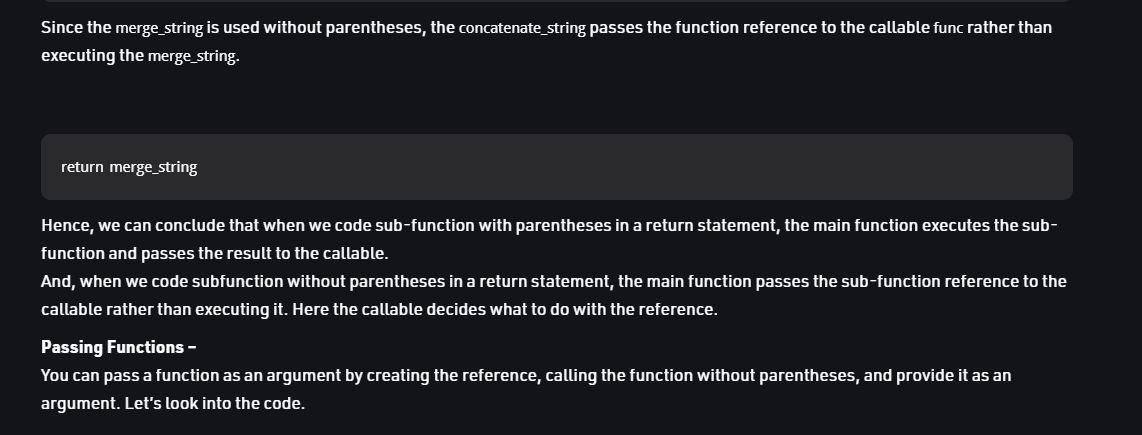 Since the merge_string is used without parentheses, the concatenate_string passes the function reference to the callable func rather than
executing the merge_string.
return merge_string
Hence, we can conclude that when we code sub-function with parentheses in a return statement, the main function executes the sub-
function and passes the result to the callable.
And, when we code subfunction without parentheses in a return statement, the main function passes the sub-function reference to the
callable rather than executing it. Here the callable decides what to do with the reference.
Passing Functions –
You can pass a function as an argument by creating the reference, calling the function without parentheses, and provide it as an
argument. Let's look into the code.